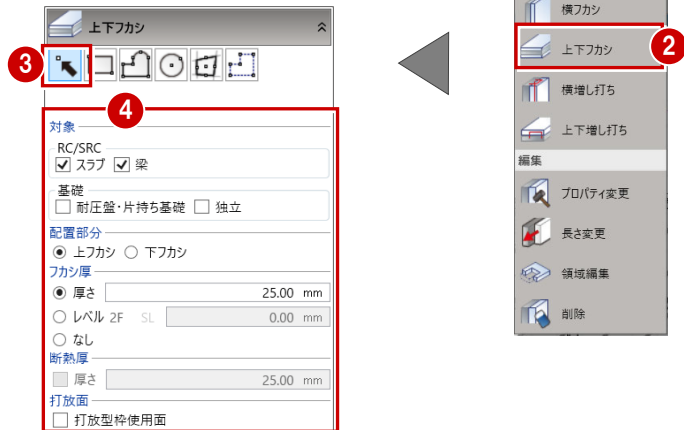 上下フカシ
3
4
対象
RC/SRC
スラブ 梁
基礎
耐圧盤・片持ち基礎 独立
配置部分
上フカシ 下フカシ
フカシ厚
厚さ 25.00 mm
レベル 2F SL 0.00 mm
なし
断熱厚
厚さ 25.00 mm
打放面
打放型枠使用面
横フカシ
上下フカシ
2
横増し打ち
上下増し打ち
編集
プロパティ変更
長さ変更
領域編集
削除